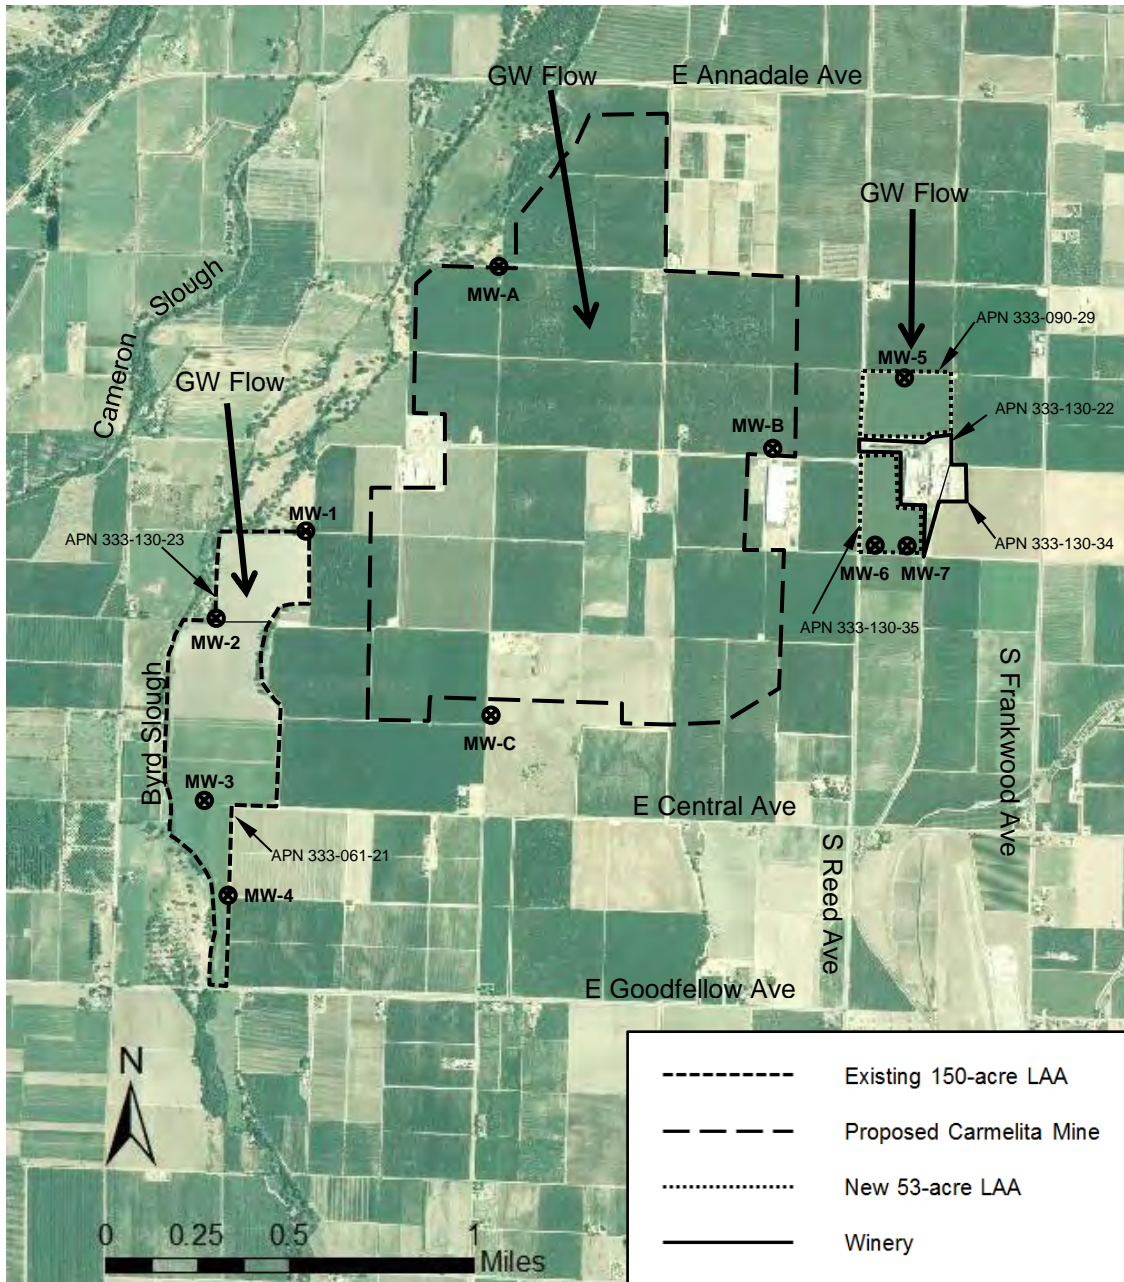 GW Flow
E Annadale Ave
GW Flow
MW-A
Cameron Slough
APN 333-090-29
MW-5
GW Flow
APN 333-130-22
MW-B
MW-1
APN 333-130-23
APN 333-130-34
MW-6
MW-7
MW-2
APN 333-130-35
S Frankwood Ave
Byrd Slough
MW-C
MW-3
E Central Ave
APN 333-061-21
S Reed Ave
MW-4
E Goodfellow Ave
N
Existing 150-acre LAA
Proposed Carmelita Mine
New 53-acre LAA
Winery
0 0.25 0.5 1
Miles